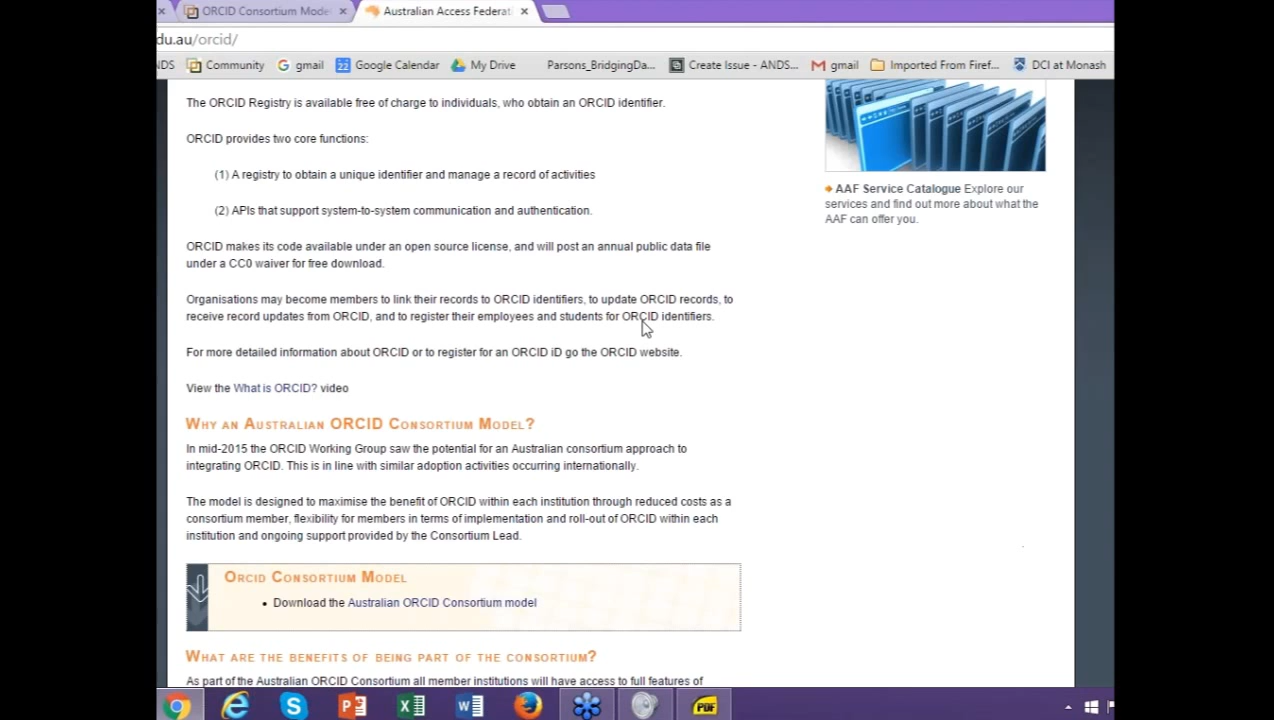 ORCID Consortium Mode
Australian Access Federati
du.au/orcid/
NDS
Community
gmail
22
Google Calendar
My Drive
Parsons_BridgingDa...
Create Issue - ANDS...
gmail
Imported From Firef...
DCI at Monash
The ORCID Registry is available free of charge to individuals, who obtain an ORCID identifier.
ORCID provides two core functions:
(1) A registry to obtain a unique identifier and manage a record of activities
(2) APIs that support system-to-system communication and authentication.
ORCID makes its code available under an open source license, and will post an annual public data file
under a CC0 waiver for free download.
Organisations may become members to link their records to ORCID identifiers, to update ORCID records, to
receive record updates from ORCID, and to register their employees and students for ORCID identifiers.
For more detailed information about ORCID or to register for an ORCID iD go the ORCID website.
View the What is ORCID? video
WHY AN AUSTRALIAN ORCID CONSORTIUM MODEL?
In mid-2015 the ORCID Working Group saw the potential for an Australian consortium approach to
integrating ORCID. This is in line with similar adoption activities occurring internationally.
The model is designed to maximise the benefit of ORCID within each institution through reduced costs as a
consortium member, flexibility for members in terms of implementation and roll-out of ORCID within each
institution and ongoing support provided by the Consortium Lead.
ORCID CONSORTIUM MODEL
• Download the Australian ORCID Consortium model
WHAT ARE THE BENEFITS OF BEING PART OF THE CONSORTIUM?
As part of the Australian ORCID Consortium all member institutions will have access to full features of
AAF Service Catalogue Explore our
services and find out more about what the
AAF can offer you.
PDF